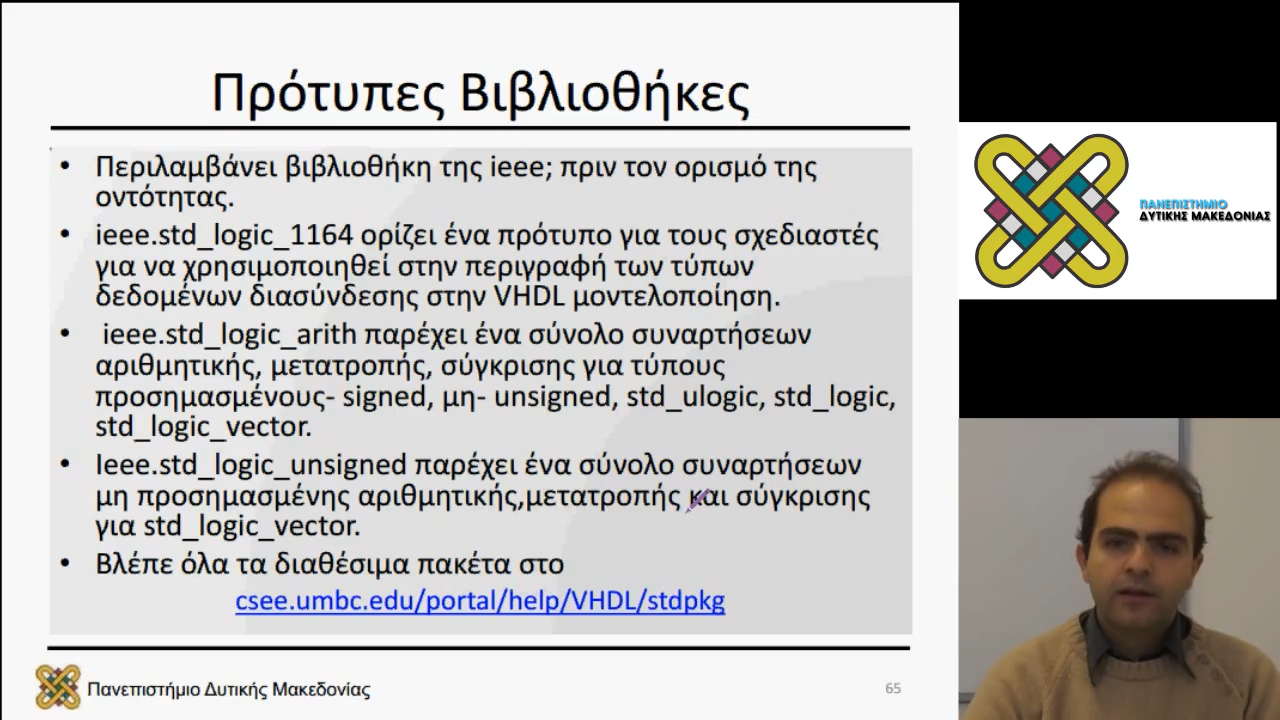 Πρότυπες Βιβλιοθήκες
• Περιλαμβάνει βιβλιοθήκη της ieee; πριν τον ορισμό της
οντότητας.
• ieee.std_logic_1164 ορίζει ένα πρότυπο για τους σχεδιαστές
για να χρησιμοποιηθεί στην περιγραφή των τύπων
δεδομένων διασύνδεσης στην VHDL μοντελοποίηση.
• ieee.std_logic_arith παρέχει ένα σύνολο συναρτήσεων
αριθμητικής, μετατροπής, σύγκρισης για τύπους
προσημασμένους- signed, μη- unsigned, std_ulogic, std_logic,
std_logic_vector.
• Ieee.std_logic_unsigned παρέχει ένα σύνολο συναρτήσεων
μη προσημασμένης αριθμητικής,μετατροπής και σύγκρισης
για std_logic_vector.
• Βλέπε όλα τα διαθέσιμα πακέτα στο
csee.umbc.edu/portal/help/VHDL/stdpkg
Πανεπιστήμιο Δυτικής Μακεδονίας
65
ΠΑΝΕΠΙΣΤΗΜΙΟ
ΔΥΤΙΚΗΣ ΜΑΚΕΔΟΝΙΑΣ